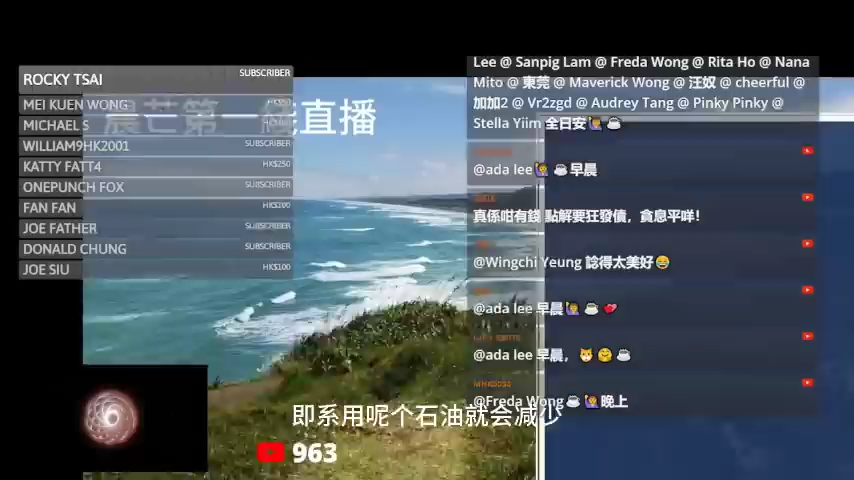 ROCKY TSAI
SUBSCRIBER
MEI KUEN WONG
MICHAEL S
WILLIAM9HK2001
SUBSCRIBER
KATTY FATT4
HK$250
ONEPUNCH FOX
SUBSCRIBER
FAN FAN
HK$100
JOE FATHER
SUBSCRIBER
DONALD CHUNG
SUBSCRIBER
JOE SIU
HK$100
晨芒第一線直播
Lee @ Sanpig Lam @ Freda Wong @ Rita Ho @ Nana
Mito @ 東莞 @ Maverick Wong @ 汪奴 @ cheerful @
加加2 @ Vr2zgd @ Audrey Tang @ Pinky Pinky @
Stella Yiim 全日安🙋‍♂️☕
@ada lee🙋‍♀️☕早晨
真係咁有錢 點解要狂發債，貪息平咩！
@Wingchi Yeung 諗得太美好😂
@ada lee 早晨🙋‍♀️☕💕
@ada lee 早晨，🐱🤗☕
@Freda Wong☕🙋‍♀️晚上
即系用呢个石油就会减少
963